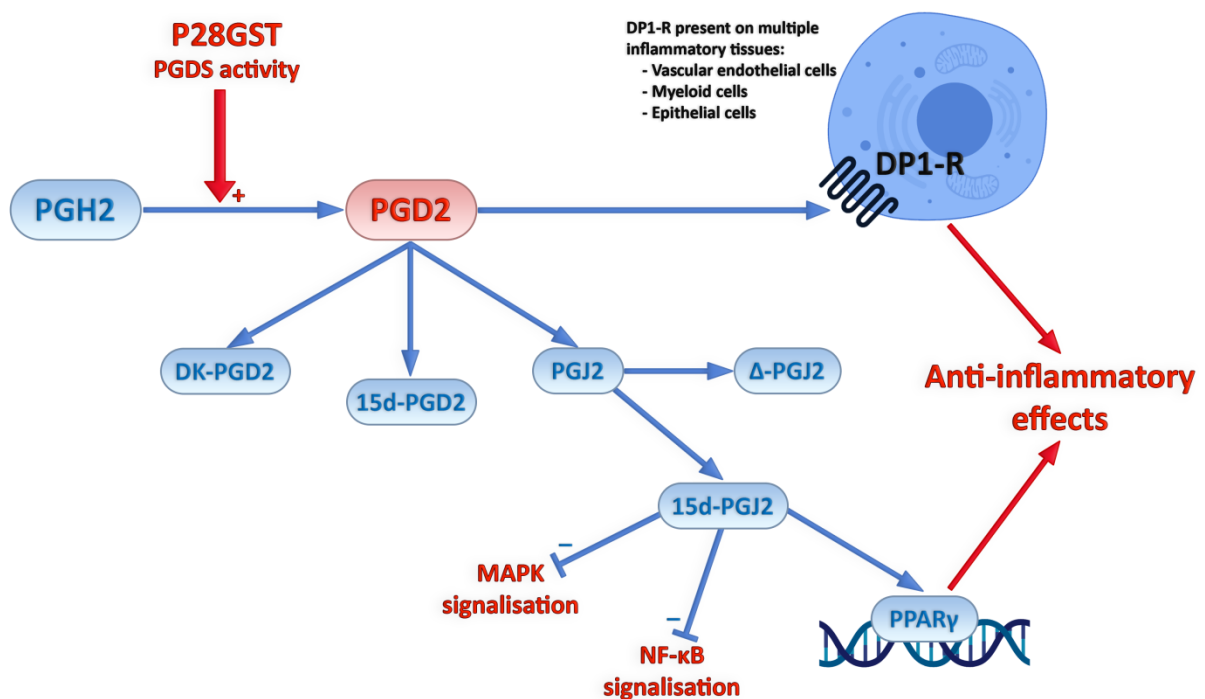 P28GST
PGDS activity
DP1-R present on multiple
inflammatory tissues:
- Vascular endothelial cells
- Myeloid cells
- Epithelial cells
DP1-R
+
PGH2
PGD2
DK-PGD2
15d-PGD2
PGJ2
Δ-PGJ2
Anti-inflammatory
effects
15d-PGJ2
–
MAPK
signalisation
–
NF-κB
signalisation
PPARγ